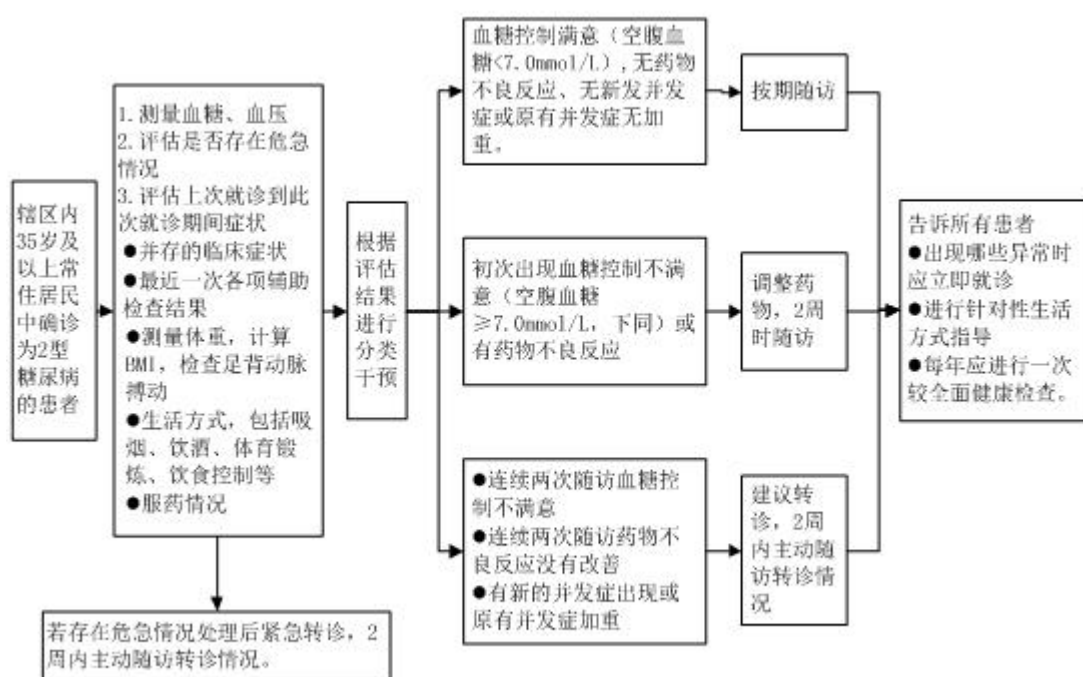 辖区内
35岁及
以上常
住居民
中确诊
为2型
糖尿病
的患者
1.测量血糖、血压
2.评估是否存在危急
情况
3.评估上次就诊到此
次就诊期间症状
●并存的临床症状
●最近一次各项辅助
检查结果
●测量体重，计算
BMI，检查足背动脉
搏动
●生活方式，包括吸
烟、饮酒、体育锻
炼、饮食控制等
●服药情况
若存在危急情况处理后紧急转诊，2
周内主动随访转诊情况。
根据
评估
结果
进行
分类
干预
血糖控制满意（空腹血
糖<7.0mmol/L）,无药物
不良反应、无新发并发
症或原有并发症无加
重。
按期随访
初次出现血糖控制不满
意（空腹血糖
≥7.0mmol/L，下同）或
有药物不良反应
调整药
物，2周
时随访
●连续两次随访血糖控
制不满意
●连续两次随访药物不
良反应没有改善
●有新的并发症出现或
原有并发症加重
建议转
诊，2周
内主动随
访转诊情况
告诉所有患者
●出现哪些异常时
应立即就诊
●进行针对性生活
方式指导
●每年应进行一次
较全面健康检查。